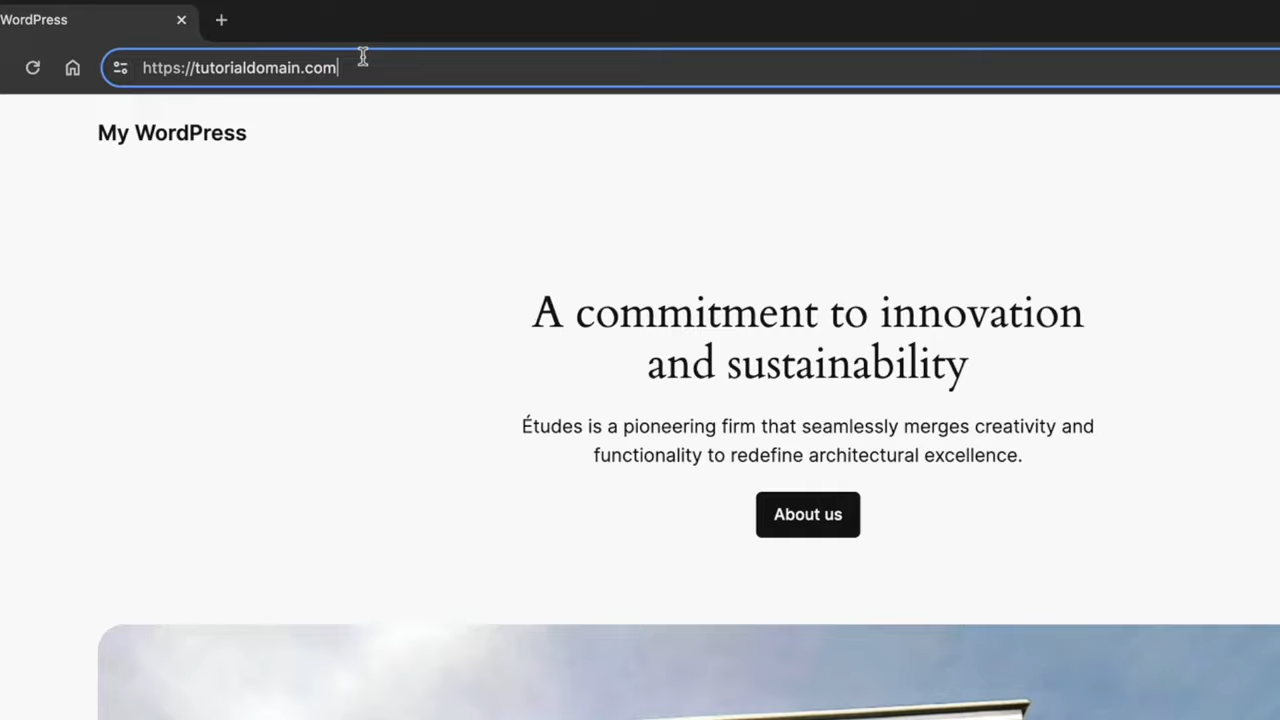 WordPress
https://tutorialdomain.com
My WordPress
A commitment to innovation
and sustainability
Études is a pioneering firm that seamlessly merges creativity and
functionality to redefine architectural excellence.
About us